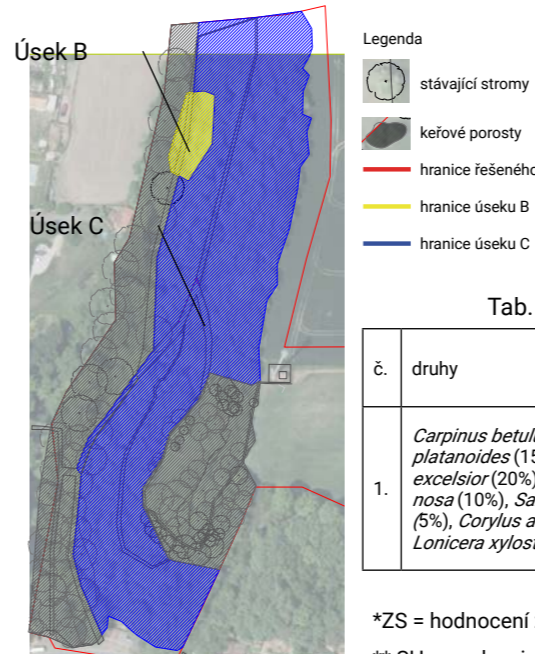 Úsek B
Úsek C
Legenda
stávající stromy
keřové porosty
hranice řešeného
hranice úseku B
hranice úseku C
Tab.
č. druhy
1.
Carpinus betul
platanoides (15
excelsior (20%)
nosa (10%), Sa
(5%), Corylus a
Lonicera xylost
*ZS = hodnocení